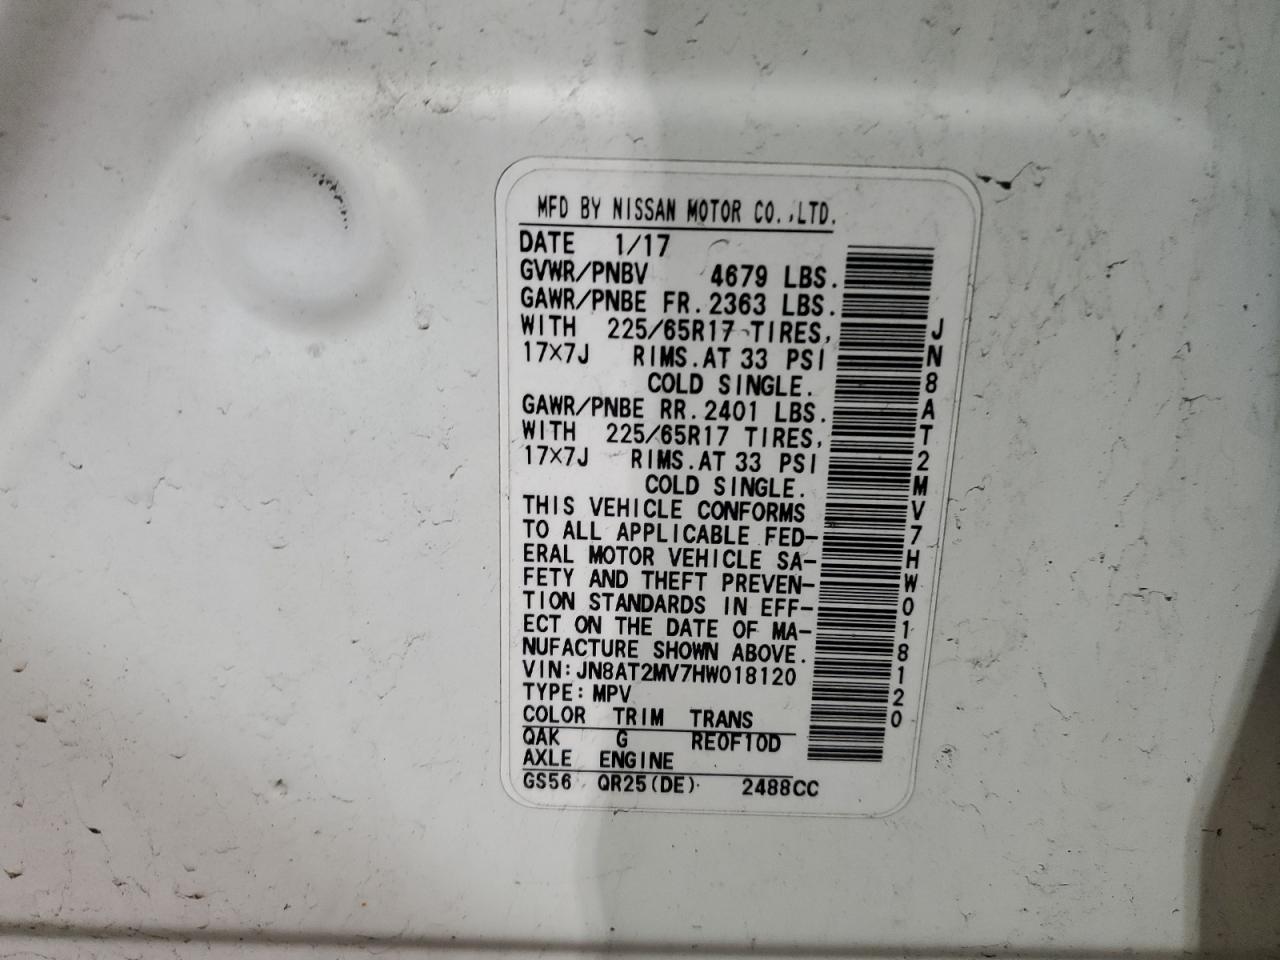 MFD BY NISSAN MOTOR CO.,LTD.
DATE 1/17
GVWR/PNBV 4679 LBS.
GAWR/PNBE FR. 2363 LBS.
WITH 225/65R17 TIRES,
17×7J RIMS.AT 33 PSI
COLD SINGLE.
GAWR/PNBE RR. 2401 LBS.
WITH 225/65R17 TIRES,
17×7J RIMS.AT 33 PSI
COLD SINGLE.
THIS VEHICLE CONFORMS
TO ALL APPLICABLE FED-
ERAL MOTOR VEHICLE SA-
FETY AND THEFT PREVEN-
TION STANDARDS IN EFF-
ECT ON THE DATE OF MA-
NUFACTURE SHOWN ABOVE.
VIN:JN8AT2MV7HW018120
TYPE:MPV
COLOR TRIM TRANS
QAK G RE0F10D
AXLE ENGINE
GS56 QR25(DE) 2488CC
JN8AT2MV7HW018120